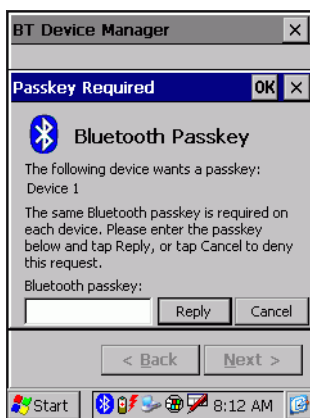 BT Device Manager
Passkey Required OK
Bluetooth Passkey
The following device wants a passkey:
Device 1
The same Bluetooth passkey is required on
each device. Please enter the passkey
below and tap Reply, or tap Cancel to deny
this request.
Bluetooth passkey:
Reply Cancel
< Back Next >
Start 8:12 AM